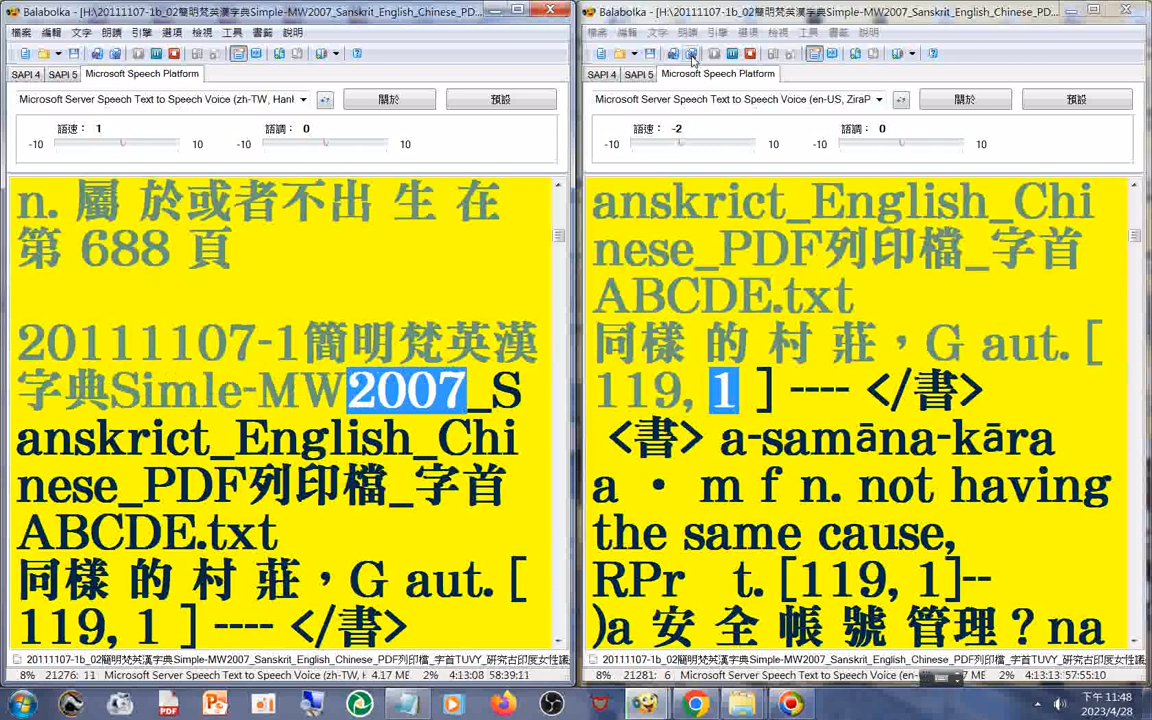 Balabolka - [H:\20111107-1b_02簡明梵英漢字典Simple-MW2007_Sanskrit_English_Chinese_PD...
檔案 編輯 文字 朗讀 引擎 選項 檢視 工具 書籤 說明
SAPI 4 SAPI 5 Microsoft Speech Platform
Microsoft Server Speech Text to Speech Voice (zh-TW, HanH
關於 預設
語速： 1 語調： 0
-10 10 -10 10
n. 屬 於或者不出 生 在
第 688 頁
20111107-1簡明梵英漢
字典Simle-MW2007_S
anskrict_English_Chi
nese_PDF列印檔_字首
ABCDE.txt
同樣 的 村 莊，G aut. [
119, 1 ] ---- </書>
20111107-1b_02簡明梵英漢字典Simple-MW2007_Sanskrit_English_Chinese_PDF列印檔_字首TUVY_研究古印度女性議
8% 21276: 11 Microsoft Server Speech Text to Speech Voice (zh-TW, H 4.17 ME 2% 4:13:08 58:39:11
Balabolka - [H:\20111107-1b_02簡明梵英漢字典Simple-MW2007_Sanskrit_English_Chinese_PDF...
檔案 編輯 文字 朗讀 引擎 選項 檢視 工具 書籤 說明
SAPI 4 SAPI 5 Microsoft Speech Platform
Microsoft Server Speech Text to Speech Voice (en-US, ZiraP
關於 預設
語速： -2 語調： 0
-10 10 -10 10
anskrict_English_Chi
nese_PDF列印檔_字首
ABCDE.txt
同樣 的 村 莊，G aut. [
119, 1 ] ---- </書>
<書> a-samāna-kāra
a • m f n. not having
the same cause,
RPr t. [119, 1]--
)a 安 全 帳 號 管理？na
20111107-1b_02簡明梵英漢字典Simple-MW2007_Sanskrit_English_Chinese_PDF列印檔_字首TUVY_研究古印度女性議
8% 21281: 6 Microsoft Server Speech Text to Speech Voice 2% 4:13:13 57:55:10
下午 11:48
2023/4/28